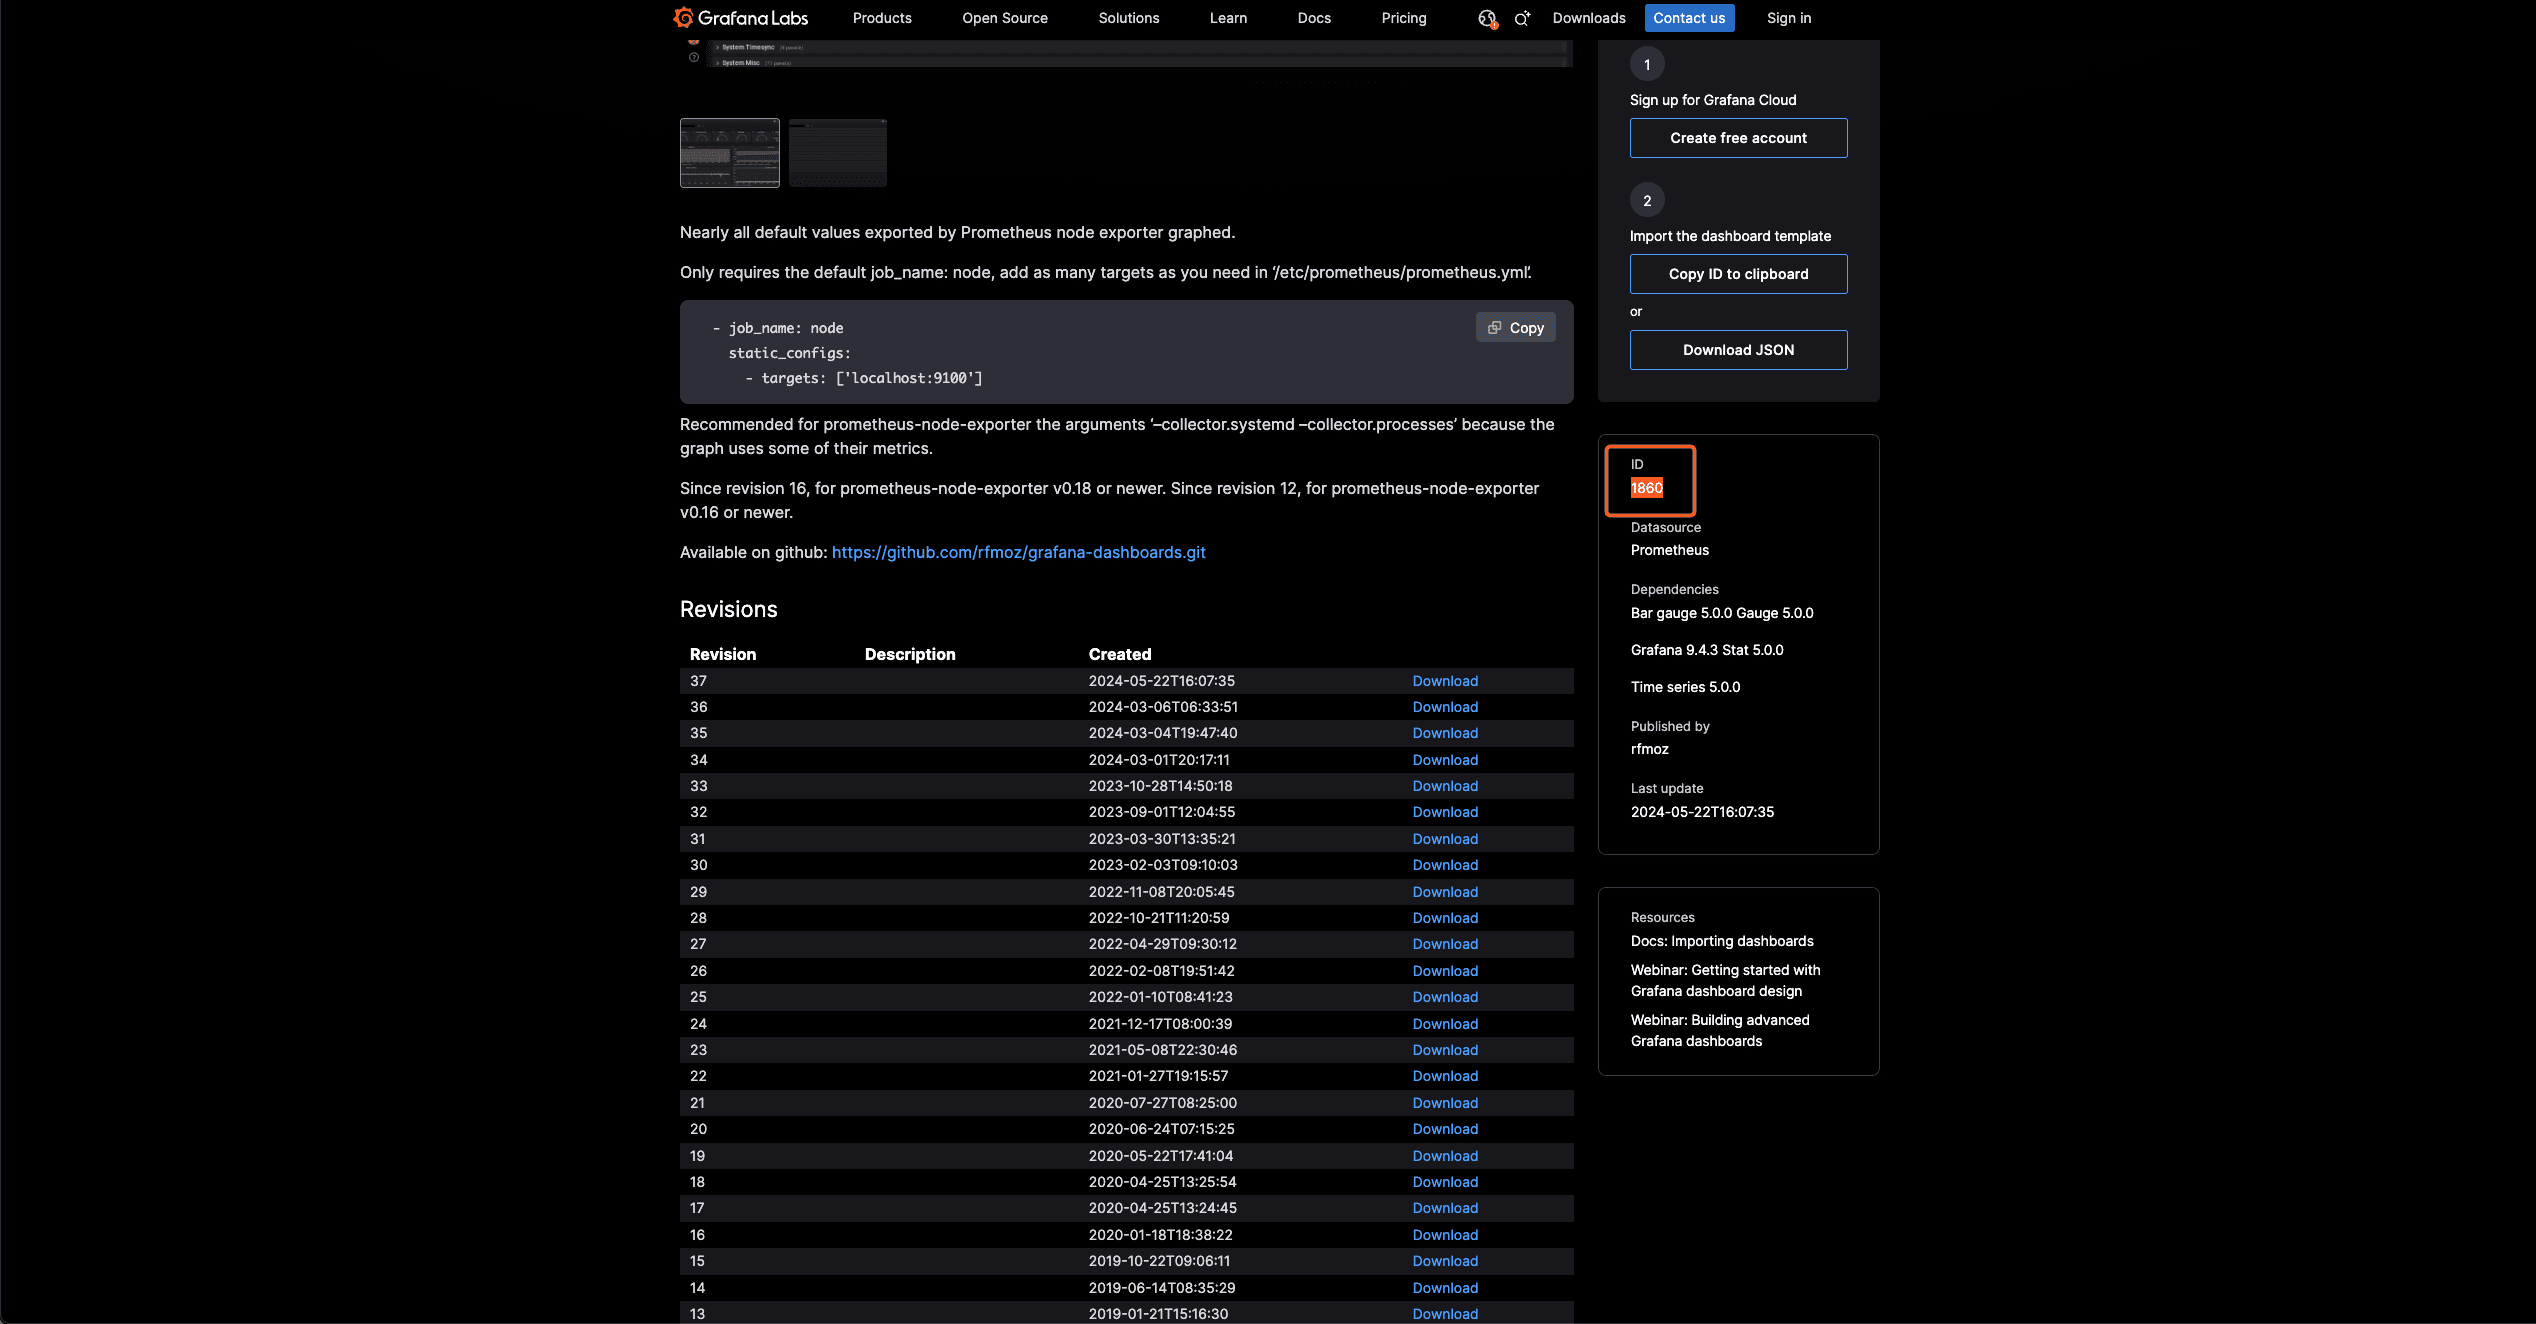 Grafana Labs Products Open Source Solutions Learn Docs Pricing Downloads Contact us Sign in
System Timesync (4 panels)
System Misc
Nearly all default values exported by Prometheus node exporter graphed.
Only requires the default job_name: node, add as many targets as you need in ‘/etc/prometheus/prometheus.yml’.
- job_name: node
static_configs:
- targets: ['localhost:9100']
Copy
Recommended for prometheus-node-exporter the arguments ‘–collector.systemd –collector.processes’ because the
graph uses some of their metrics.
Since revision 16, for prometheus-node-exporter v0.18 or newer. Since revision 12, for prometheus-node-exporter
v0.16 or newer.
Available on github: https://github.com/rfmoz/grafana-dashboards.git
Revisions
Revision Description Created
37 2024-05-22T16:07:35 Download
36 2024-03-06T06:33:51 Download
35 2024-03-04T19:47:40 Download
34 2024-03-01T20:17:11 Download
33 2023-10-28T14:50:18 Download
32 2023-09-01T12:04:55 Download
31 2023-03-30T13:35:21 Download
30 2023-02-03T09:10:03 Download
29 2022-11-08T20:05:45 Download
28 2022-10-21T11:20:59 Download
27 2022-04-29T09:30:12 Download
26 2022-02-08T19:51:42 Download
25 2022-01-10T08:41:23 Download
24 2021-12-17T08:00:39 Download
23 2021-05-08T22:30:46 Download
22 2021-01-27T19:15:57 Download
21 2020-07-27T08:25:00 Download
20 2020-06-24T07:15:25 Download
19 2020-05-22T17:41:04 Download
18 2020-04-25T13:25:54 Download
17 2020-04-25T13:24:45 Download
16 2020-01-18T18:38:22 Download
15 2019-10-22T09:06:11 Download
14 2019-06-14T08:35:29 Download
13 2019-01-21T15:16:30 Download
1
Sign up for Grafana Cloud
Create free account
2
Import the dashboard template
Copy ID to clipboard
or
Download JSON
ID
1860
Datasource
Prometheus
Dependencies
Bar gauge 5.0.0 Gauge 5.0.0
Grafana 9.4.3 Stat 5.0.0
Time series 5.0.0
Published by
rfmoz
Last update
2024-05-22T16:07:35
Resources
Docs: Importing dashboards
Webinar: Getting started with
Grafana dashboard design
Webinar: Building advanced
Grafana dashboards